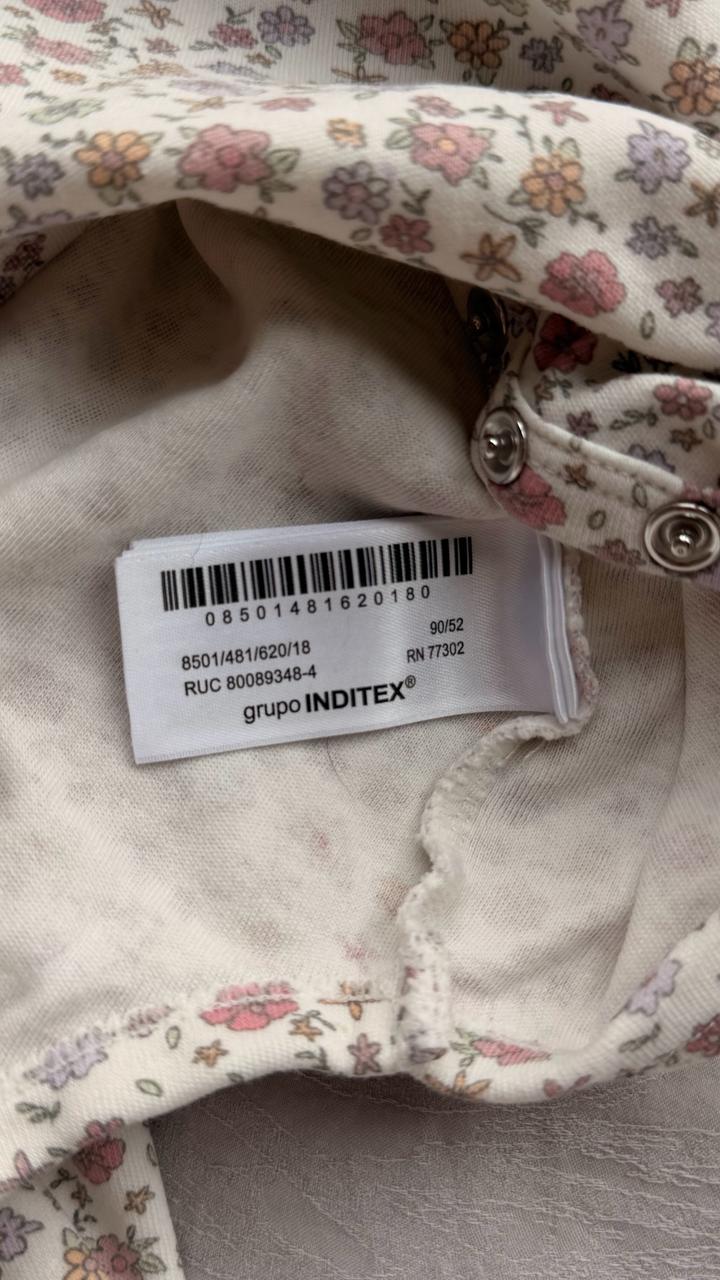 08501481620180
8501/481/620/18 90/52
RUC 80089348-4 RN 77302
grupo INDITEX®